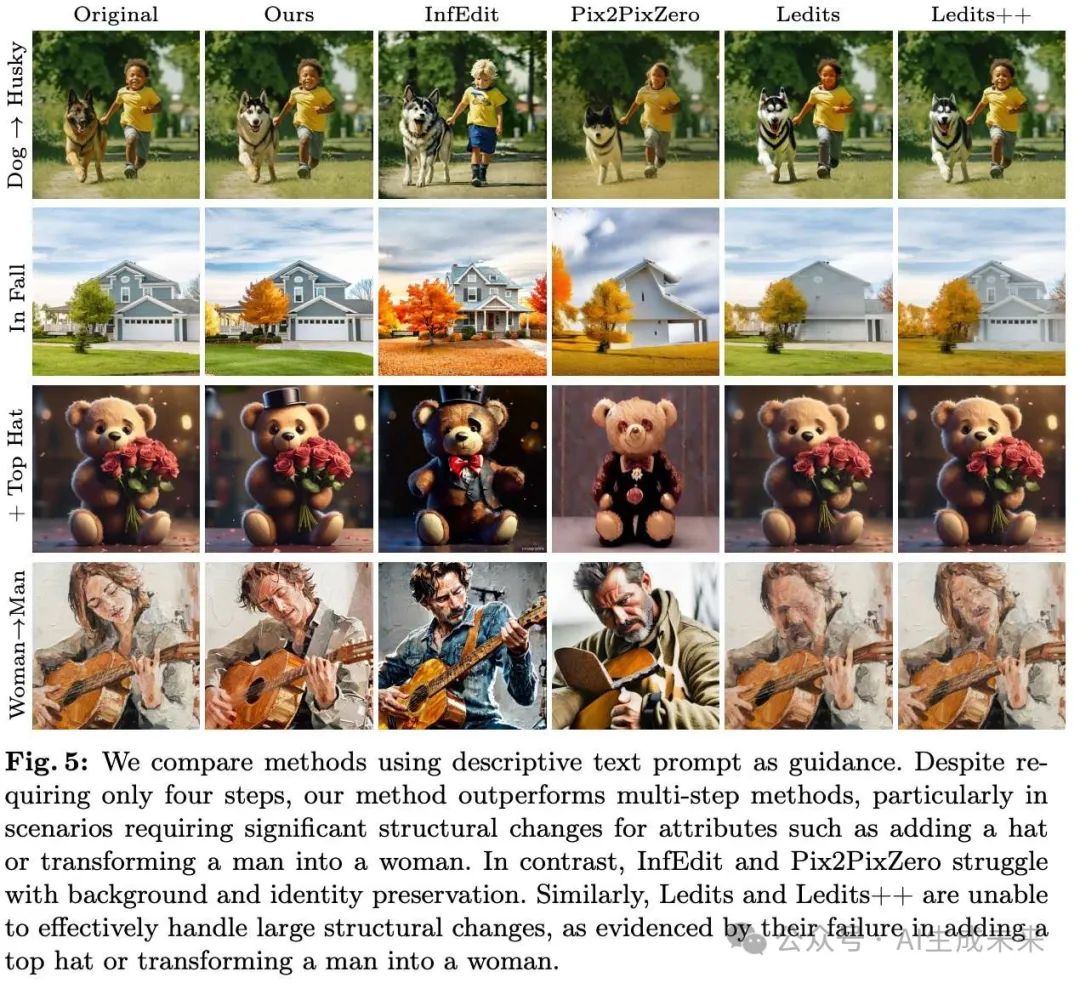 Original Ours InfEdit Pix2PixZero Ledits Ledits++
Dog → Husky
In Fall
+ Top Hat
Woman→Man
Fig. 5: We compare methods using descriptive text prompt as guidance. Despite re-
quiring only four steps, our method outperforms multi-step methods, particularly in
scenarios requiring significant structural changes for attributes such as adding a hat
or transforming a man into a woman. In contrast, InfEdit and Pix2PixZero struggle
with background and identity preservation. Similarly, Ledits and Ledits++ are unable
to effectively handle large structural changes, as evidenced by their failure in adding a
top hat or transforming a man into a woman.
公众号 · AI生成未来